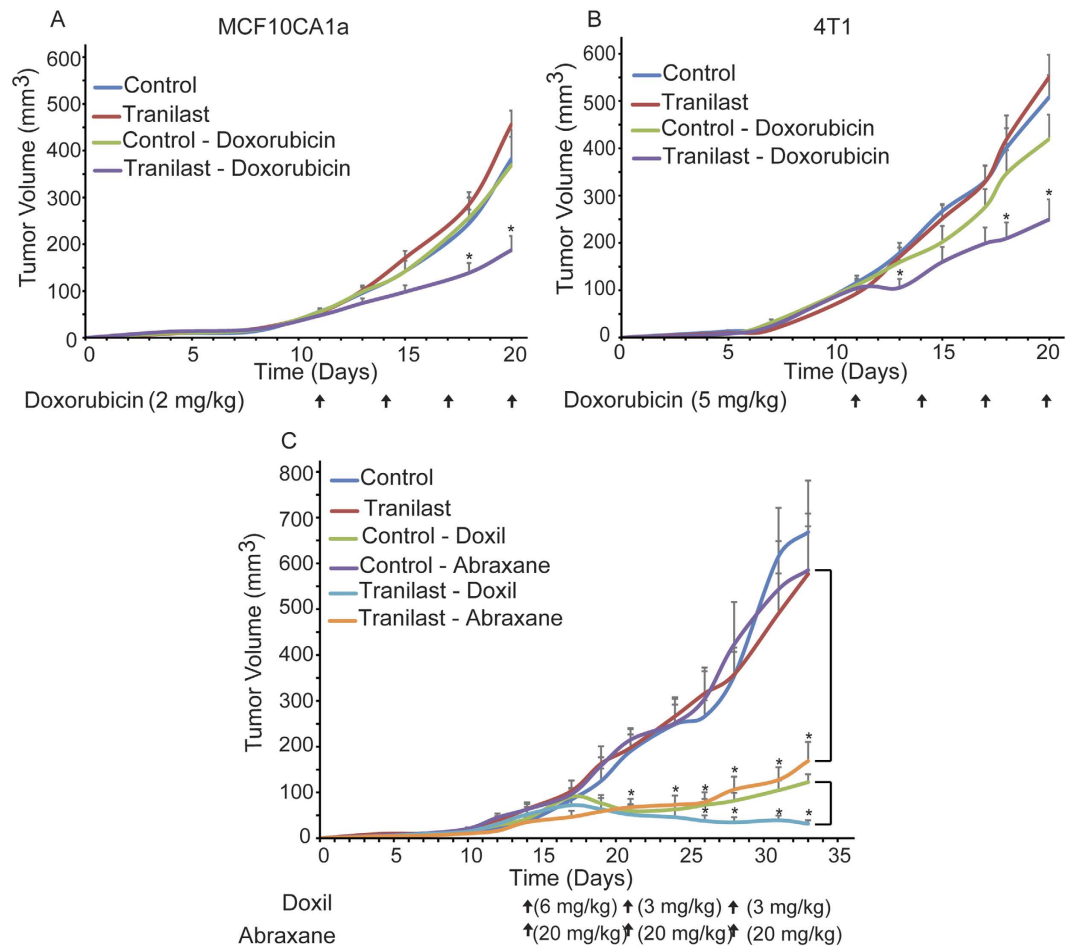 A
MCF10CA1a
Tumor Volume (mm3)
600
500
400
300
200
100
0
Control
Tranilast
Control - Doxorubicin
Tranilast - Doxorubicin
*
*
0 5 10 15 20
Time (Days)
Doxorubicin (2 mg/kg)
B
4T1
Tumor Volume (mm3)
600
500
400
300
200
100
0
Control
Tranilast
Control - Doxorubicin
Tranilast - Doxorubicin
*
*
*
0 5 10 15 20
Time (Days)
Doxorubicin (5 mg/kg)
C
Tumor Volume (mm3)
800
700
600
500
400
300
200
100
0
Control
Tranilast
Control - Doxil
Control - Abraxane
Tranilast - Doxil
Tranilast - Abraxane
* * * * * *
* * * *
0 5 10 15 20 25 30 35
Time (Days)
Doxil (6 mg/kg) (3 mg/kg) (3 mg/kg)
Abraxane (20 mg/kg) (20 mg/kg) (20 mg/kg)